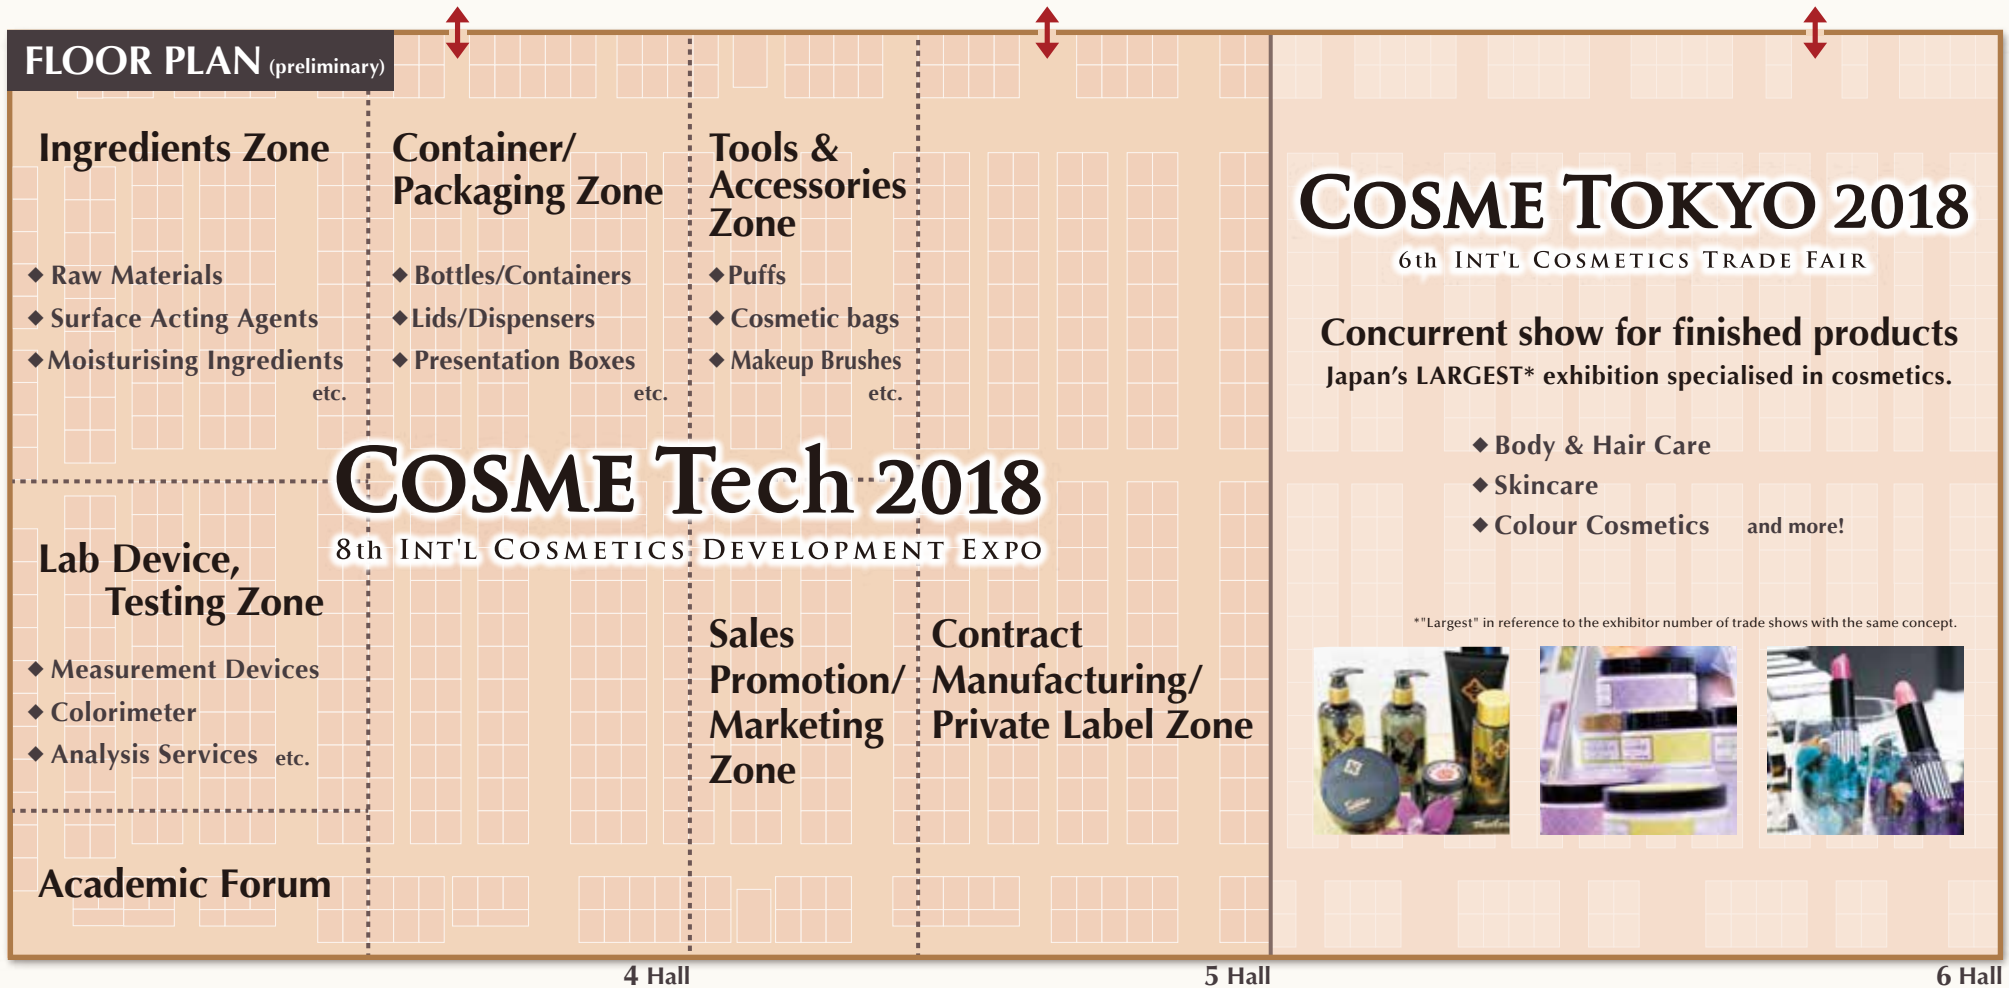 FLOOR PLAN (preliminary)
Ingredients Zone
◆ Raw Materials
◆ Surface Acting Agents
◆ Moisturising Ingredients
etc.
Container/
Packaging Zone
◆ Bottles/Containers
◆ Lids/Dispensers
◆ Presentation Boxes
etc.
Tools &
Accessories
Zone
◆ Puffs
◆ Cosmetic bags
◆ Makeup Brushes
etc.
COSME Tech 2018
8th INT'L COSMETICS DEVELOPMENT EXPO
Lab Device,
Testing Zone
◆ Measurement Devices
◆ Colorimeter
◆ Analysis Services etc.
Academic Forum
Sales
Promotion/
Marketing
Zone
Contract
Manufacturing/
Private Label Zone
COSME TOKYO 2018
6th INT'L COSMETICS TRADE FAIR
Concurrent show for finished products
Japan's LARGEST* exhibition specialised in cosmetics.
◆ Body & Hair Care
◆ Skincare
◆ Colour Cosmetics and more!
*"Largest" in reference to the exhibitor number of trade shows with the same concept.
4 Hall
5 Hall
6 Hall